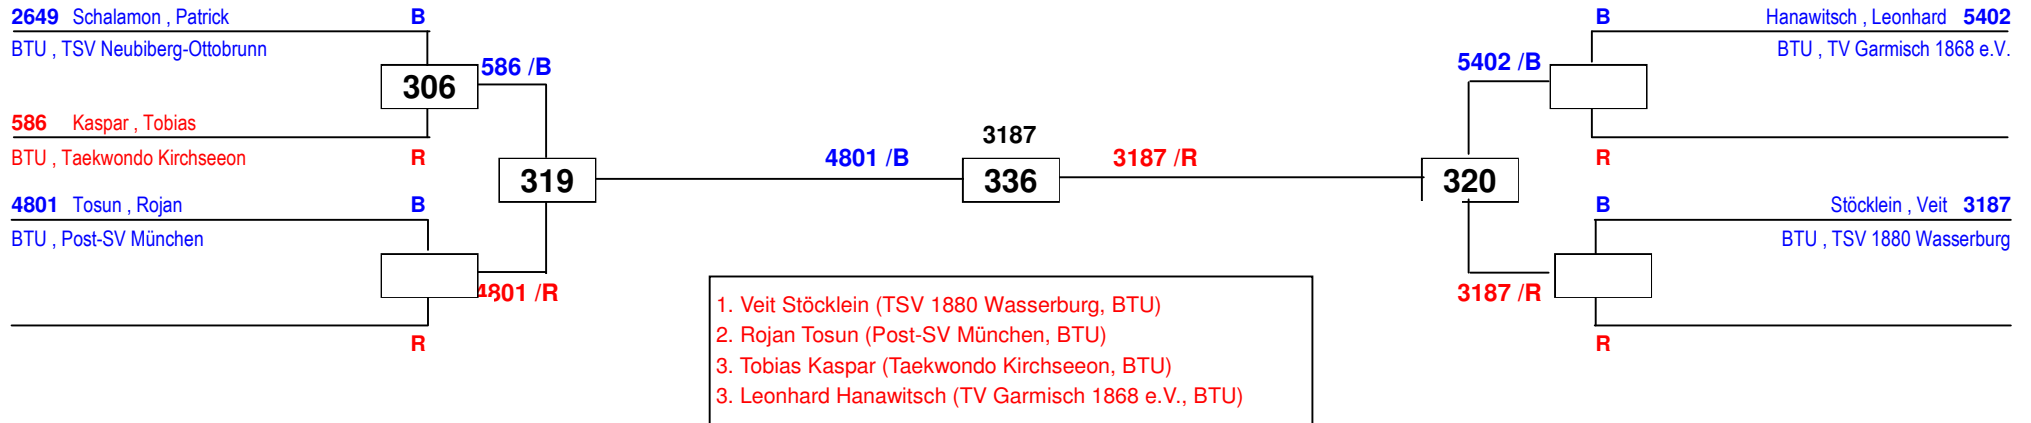 2649 Schalamon , Patrick B
BTU , TSV Neubiberg-Ottobrunn
306
586 /B
586 Kaspar , Tobias
BTU , Taekwondo Kirchseeon R
319
4801 Tosun , Rojan B
BTU , Post-SV München
4801 /R
R
4801 /B
3187
336
3187 /R
B Hanawitsch , Leonhard 5402
BTU , TV Garmisch 1868 e.V.
5402 /B
R
320
B Stöcklein , Veit 3187
BTU , TSV 1880 Wasserburg
3187 /R
R
1. Veit Stöcklein (TSV 1880 Wasserburg, BTU)
2. Rojan Tosun (Post-SV München, BTU)
3. Tobias Kaspar (Taekwondo Kirchseeon, BTU)
3. Leonhard Hanawitsch (TV Garmisch 1868 e.V., BTU)